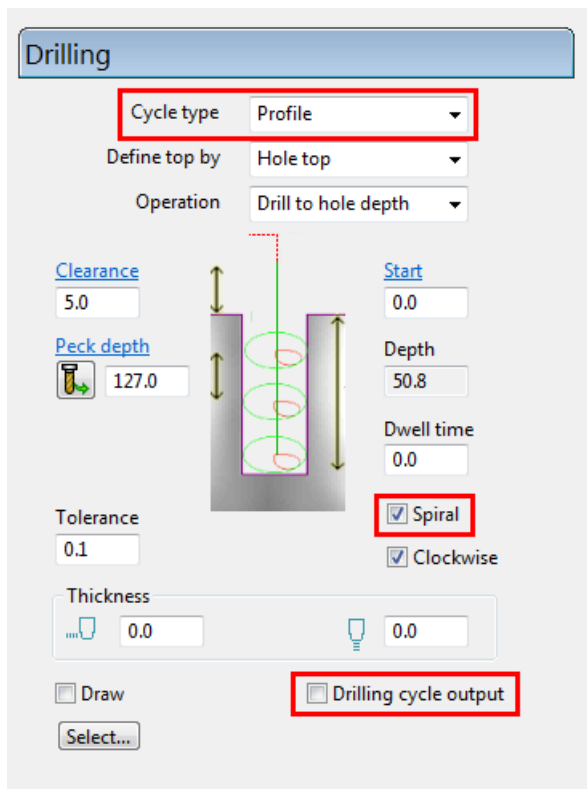 Drilling
Cycle type Profile
Define top by Hole top
Operation Drill to hole depth
Clearance Start
5.0 0.0
Peck depth Depth
127.0 50.8
Dwell time
0.0
Tolerance Spiral
0.1 Clockwise
Thickness
0.0 0.0
Draw Drilling cycle output
Select...